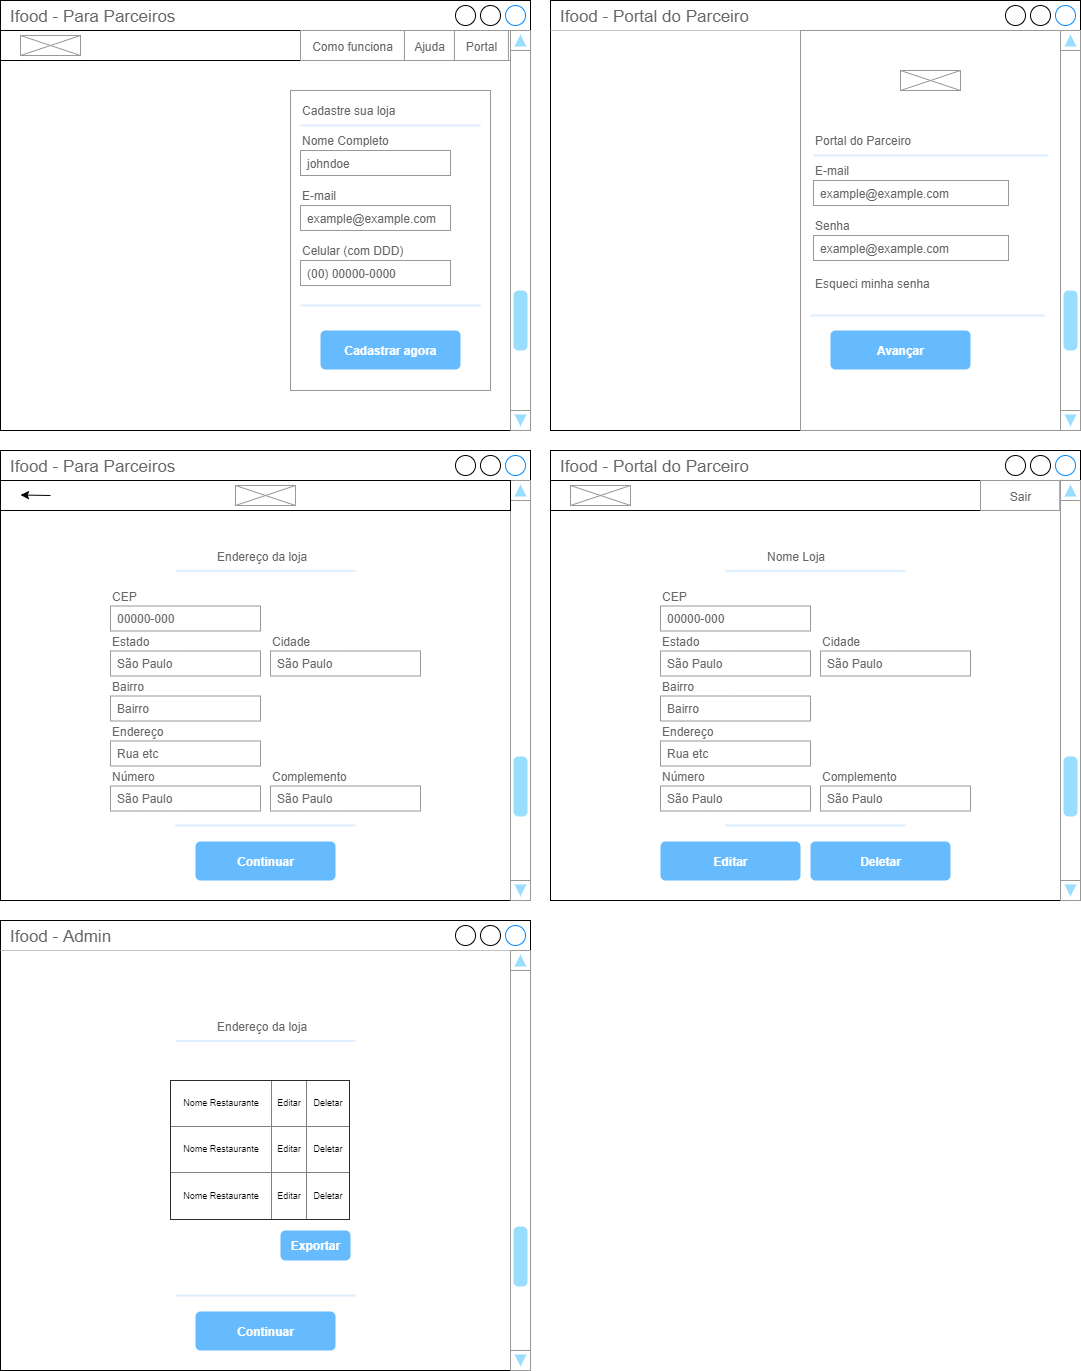 Ifood - Para Parceiros
Como funciona
Ajuda
Portal
Cadastre sua loja
Nome Completo
johndoe
E-mail
example@example.com
Celular (com DDD)
(00) 00000-0000
Cadastrar agora
Ifood - Portal do Parceiro
Portal do Parceiro
E-mail
example@example.com
Senha
example@example.com
Esqueci minha senha
Avançar
Ifood - Para Parceiros
Endereço da loja
CEP
00000-000
Estado Cidade
São Paulo São Paulo
Bairro
Bairro
Endereço
Rua etc
Número Complemento
São Paulo São Paulo
Continuar
Ifood - Portal do Parceiro
Sair
Nome Loja
CEP
00000-000
Estado Cidade
São Paulo São Paulo
Bairro
Bairro
Endereço
Rua etc
Número Complemento
São Paulo São Paulo
Editar Deletar
Ifood - Admin
Endereço da loja
Nome Restaurante Editar Deletar
Nome Restaurante Editar Deletar
Nome Restaurante Editar Deletar
Exportar
Continuar